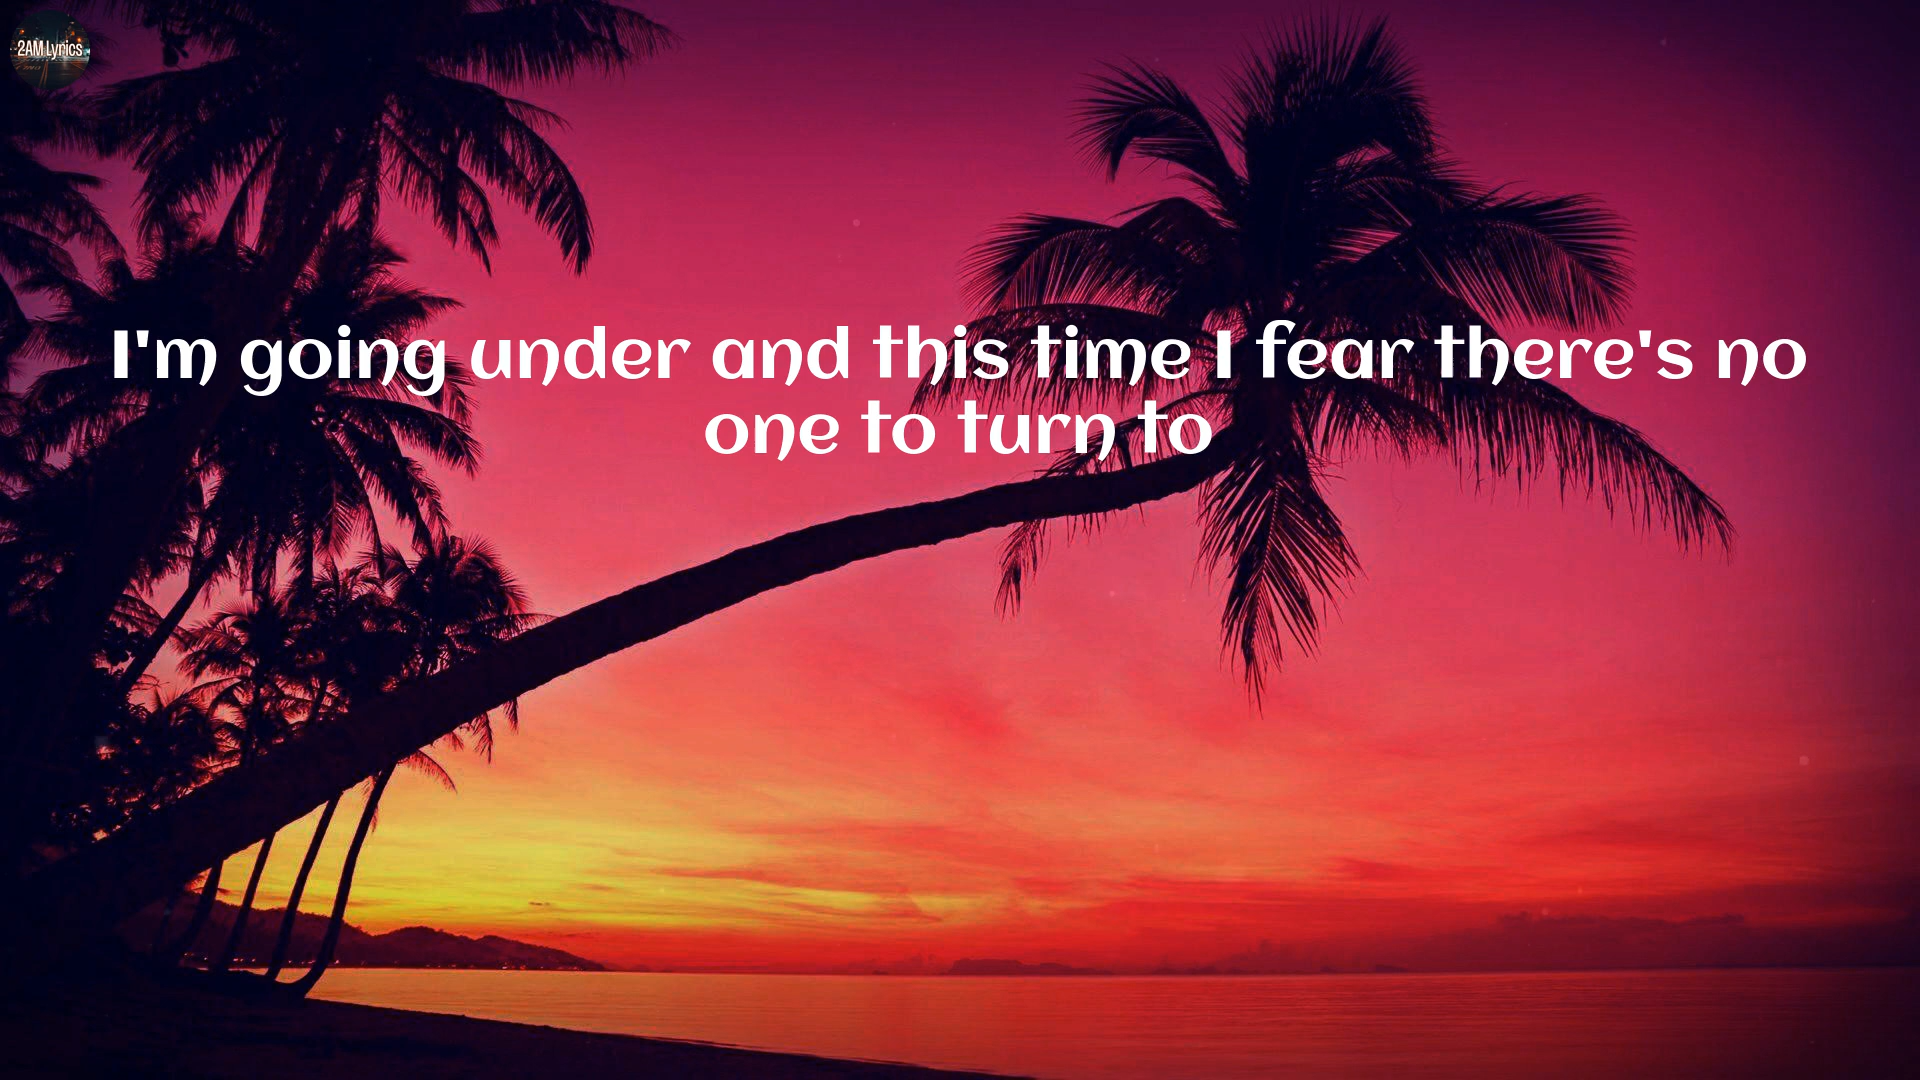 2AM Lyrics
I'm going under and this time I fear there's no
one to turn to